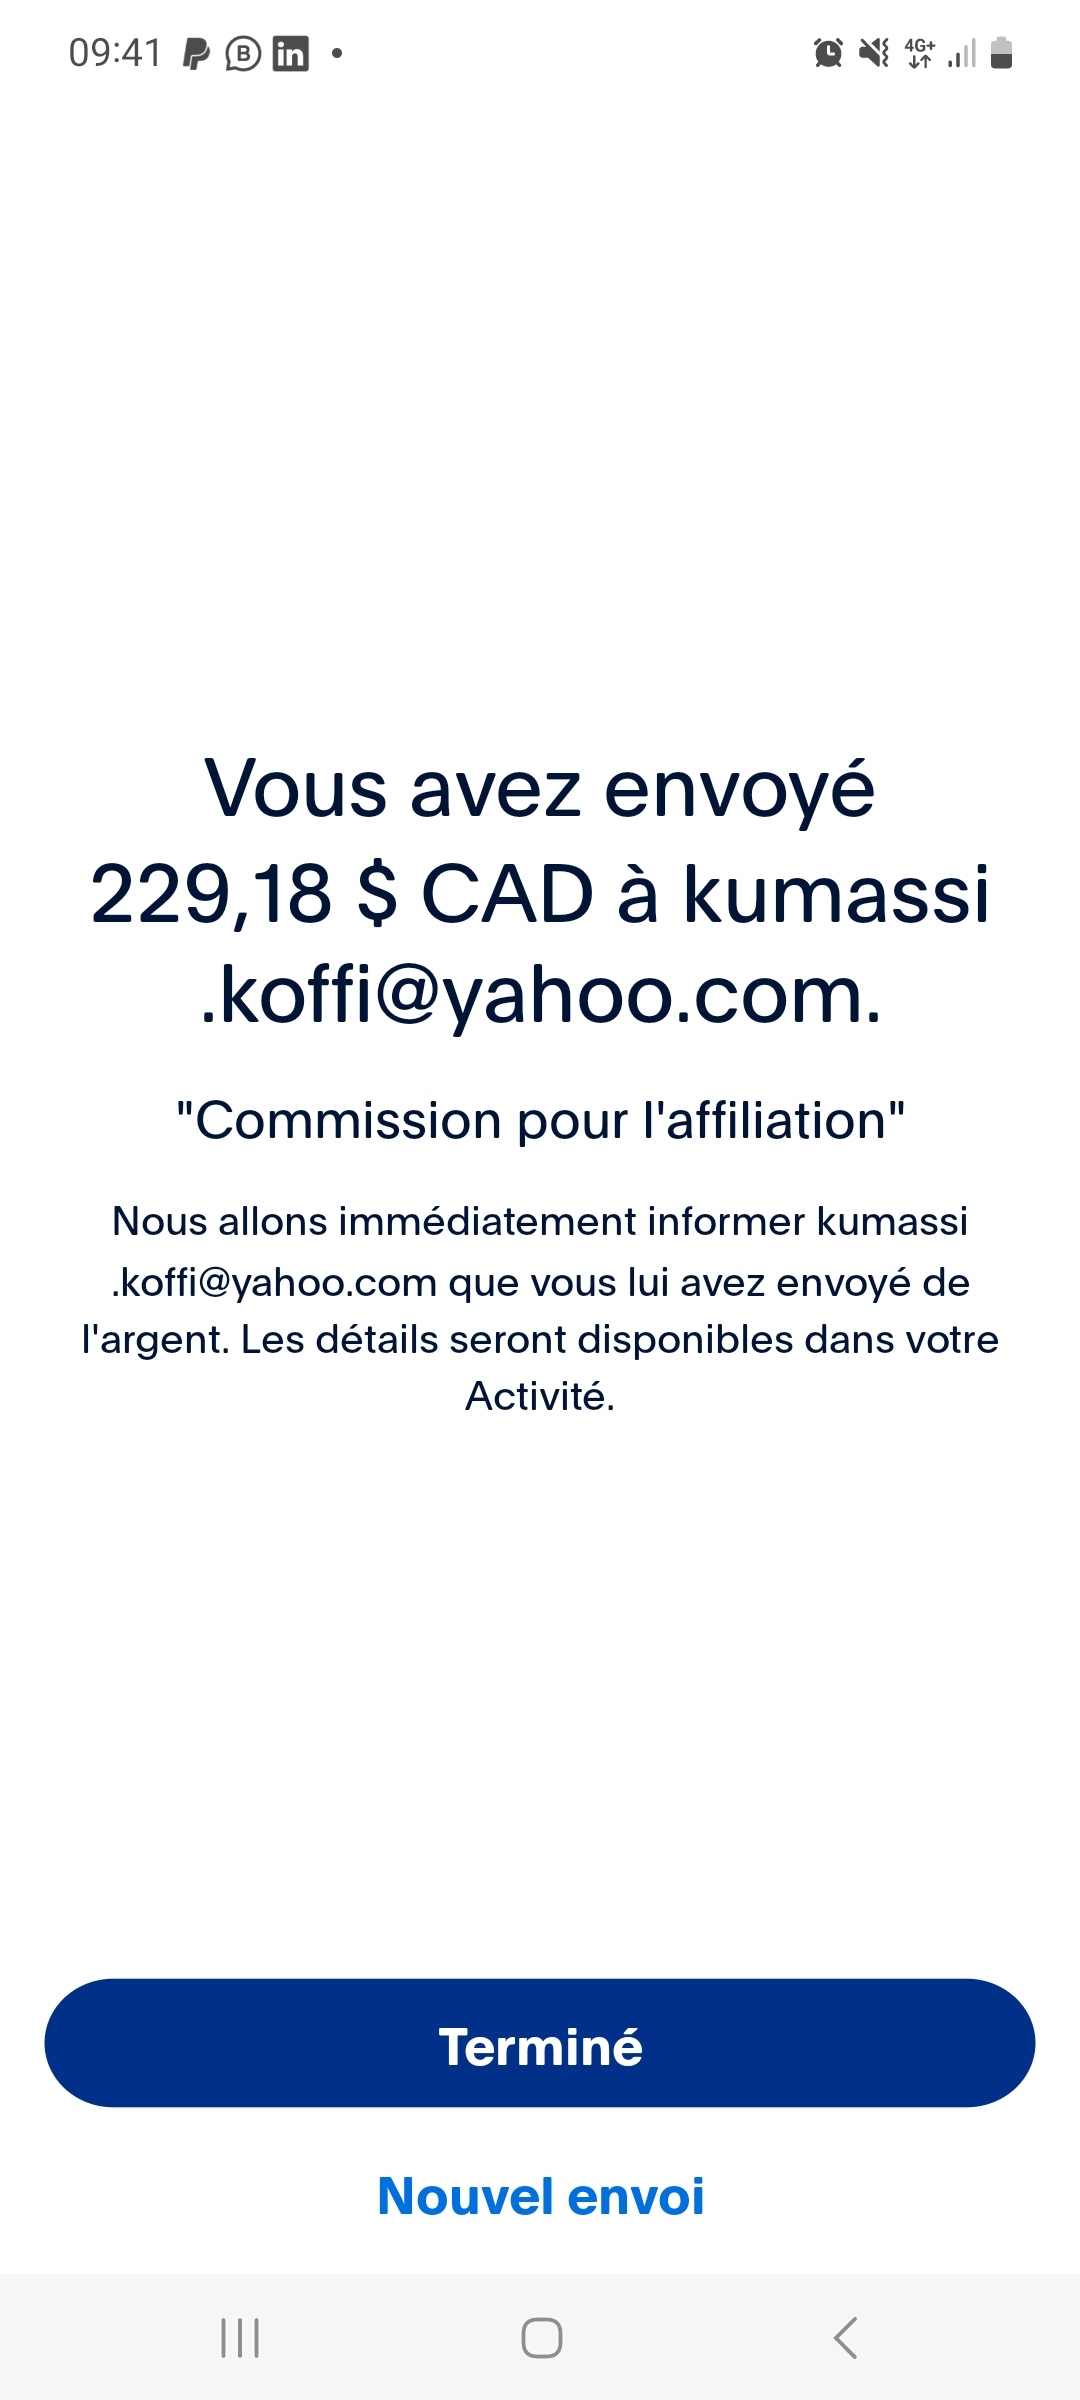 09:41
4G+
Vous avez envoyé
229,18 $ CAD à kumassi
.koffi@yahoo.com.
"Commission pour l'affiliation"
Nous allons immédiatement informer kumassi
.koffi@yahoo.com que vous lui avez envoyé de
l'argent. Les détails seront disponibles dans votre
Activité.
Terminé
Nouvel envoi